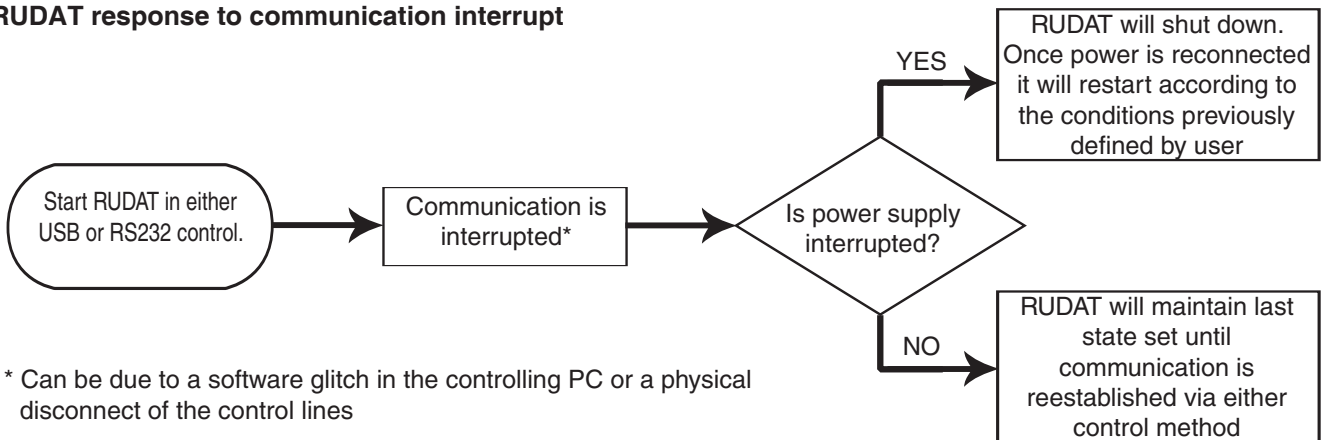 RUDAT response to communication interrupt
Start RUDAT in either
USB or RS232 control.
Communication is
interrupted*
Is power supply
interrupted?
YES
RUDAT will shut down.
Once power is reconnected
it will restart according to
the conditions previously
defined by user
NO
RUDAT will maintain last
state set until
communication is
reestablished via either
control method
* Can be due to a software glitch in the controlling PC or a physical
disconnect of the control lines